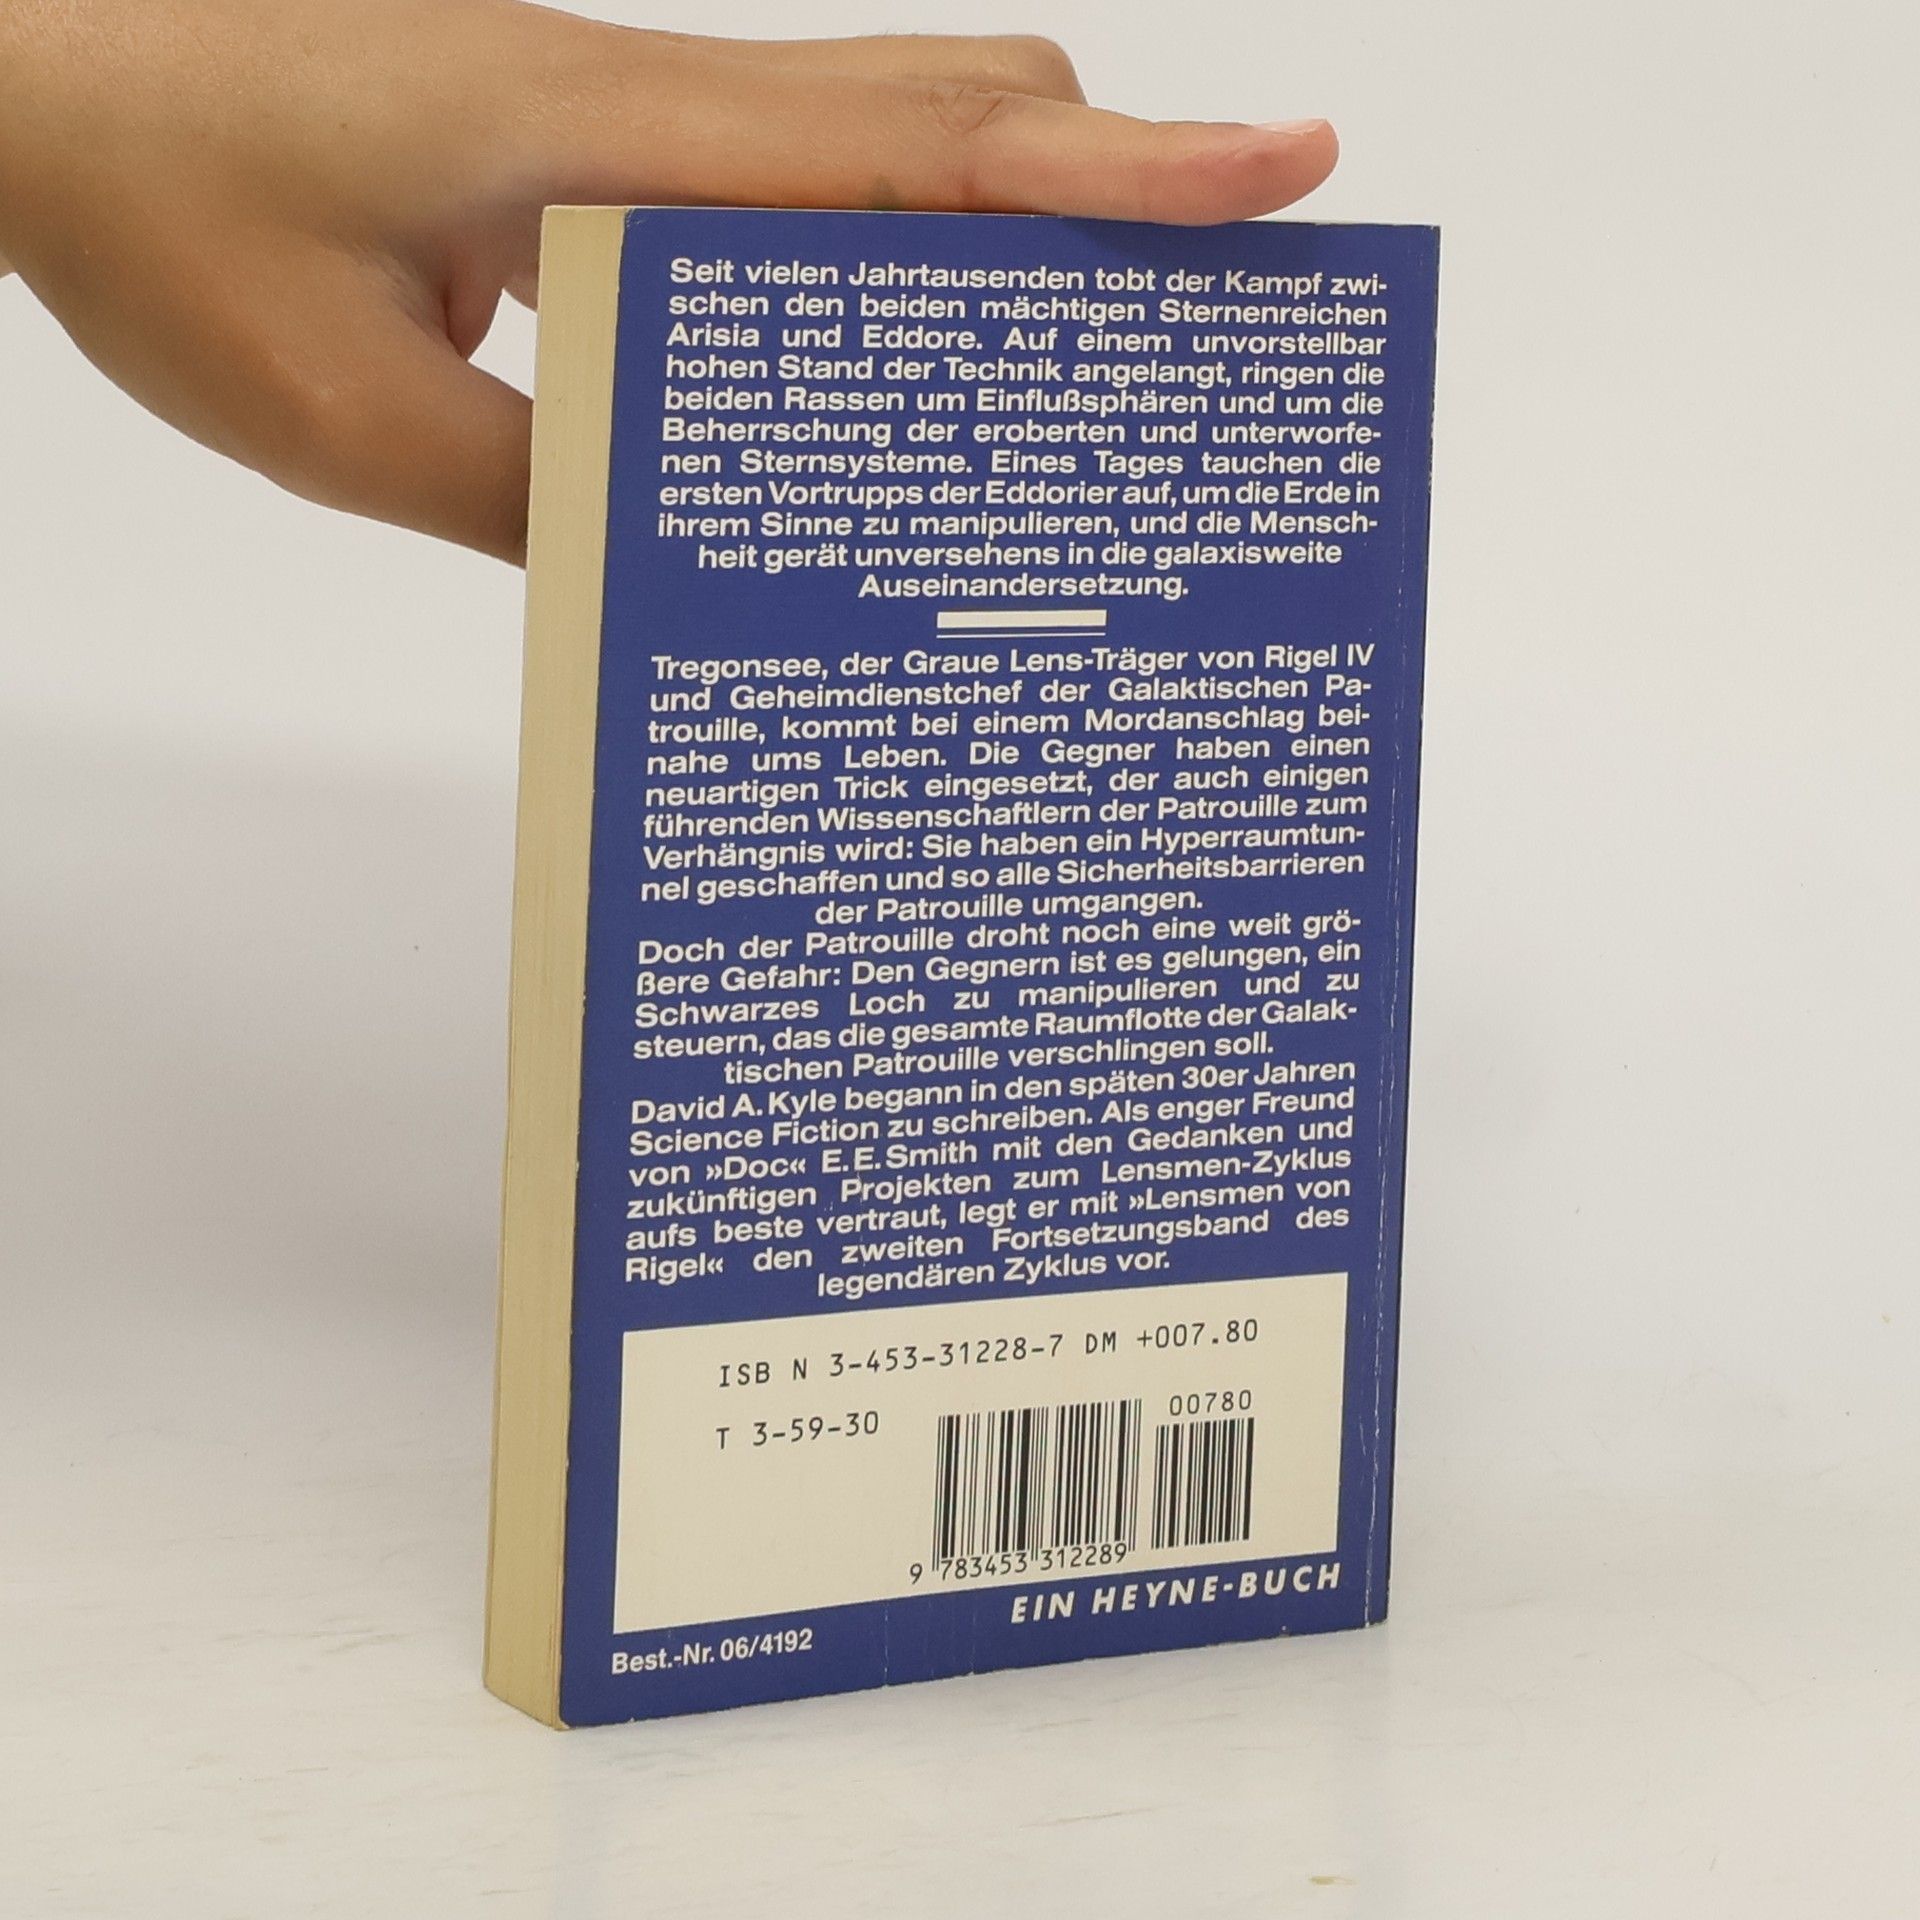 Seit vielen Jahrtausenden tobt der Kampf zwi-
schen den beiden mächtigen Sternenreichen
Arisia und Eddore. Auf einem unvorstellbar
hohen Stand der Technik angelangt, ringen die
beiden Rassen um Einflußsphären und um die
Beherrschung der eroberten und unterworfe-
nen Sternsysteme. Eines Tages tauchen die
ersten Vortrupps der Eddorier auf, um die Erde in
ihrem Sinne zu manipulieren, und die Mensch-
heit gerät unversehens in die galaxisweite
Auseinandersetzung.
Tregonsee, der Graue Lens-Träger von Rigel IV
und Geheimdienstchef der Galaktischen Pa-
trouille, kommt bei einem Mordanschlag bei-
nahe ums Leben. Die Gegner haben einen
neuartigen Trick eingesetzt, der auch einigen
führenden Wissenschaftlern der Patrouille zum
Verhängnis wird: Sie haben ein Hyperraumtun-
nel geschaffen und so alle Sicherheitsbarrieren
der Patrouille umgangen.
Doch der Patrouille droht noch eine weit grö-
ßere Gefahr: Den Gegnern ist es gelungen, ein
Schwarzes Loch zu manipulieren und zu
steuern, das die gesamte Raumflotte der Galak-
tischen Patrouille verschlingen soll.
David A. Kyle begann in den späten 30er Jahren
Science Fiction zu schreiben. Als enger Freund
von »Doc« E. E. Smith mit den Gedanken und
zukünftigen Projekten zum Lensmen-Zyklus
aufs beste vertraut, legt er mit »Lensmen von
Rigel« den zweiten Fortsetzungsband des
legendären Zyklus vor.
ISB N 3-453-31228-7 DM +007.80
T 3-59-30
00780
9 783453 312289
EIN HEYNE-BUCH
Best.-Nr. 06/4192